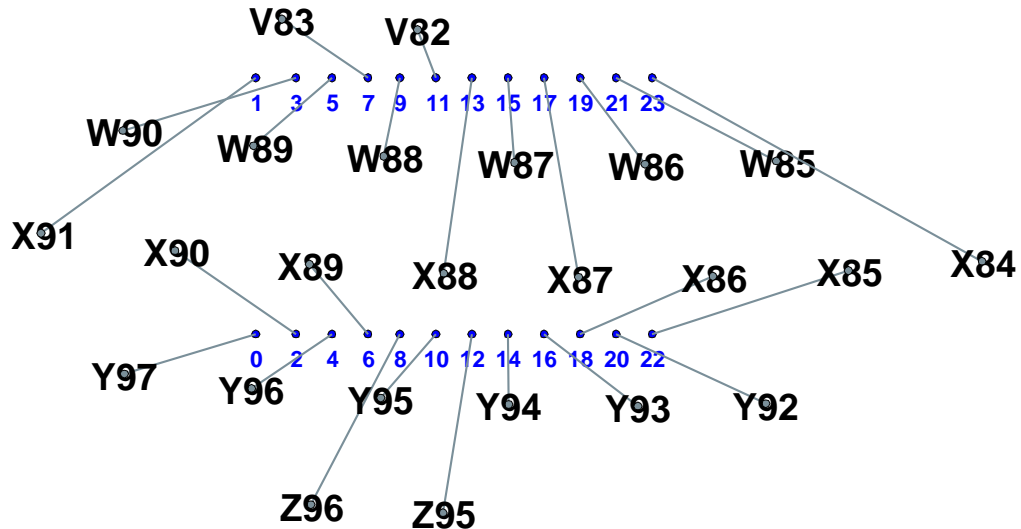 V83 V82
1 3 5 7 9 11 13 15 17 19 21 23
W90 W89 W88 W87 W86 W85
X91 X90 X89 X88 X87 X86 X85 X84
0 2 4 6 8 10 12 14 16 18 20 22
Y97 Y96 Y95 Y94 Y93 Y92
Z96 Z95